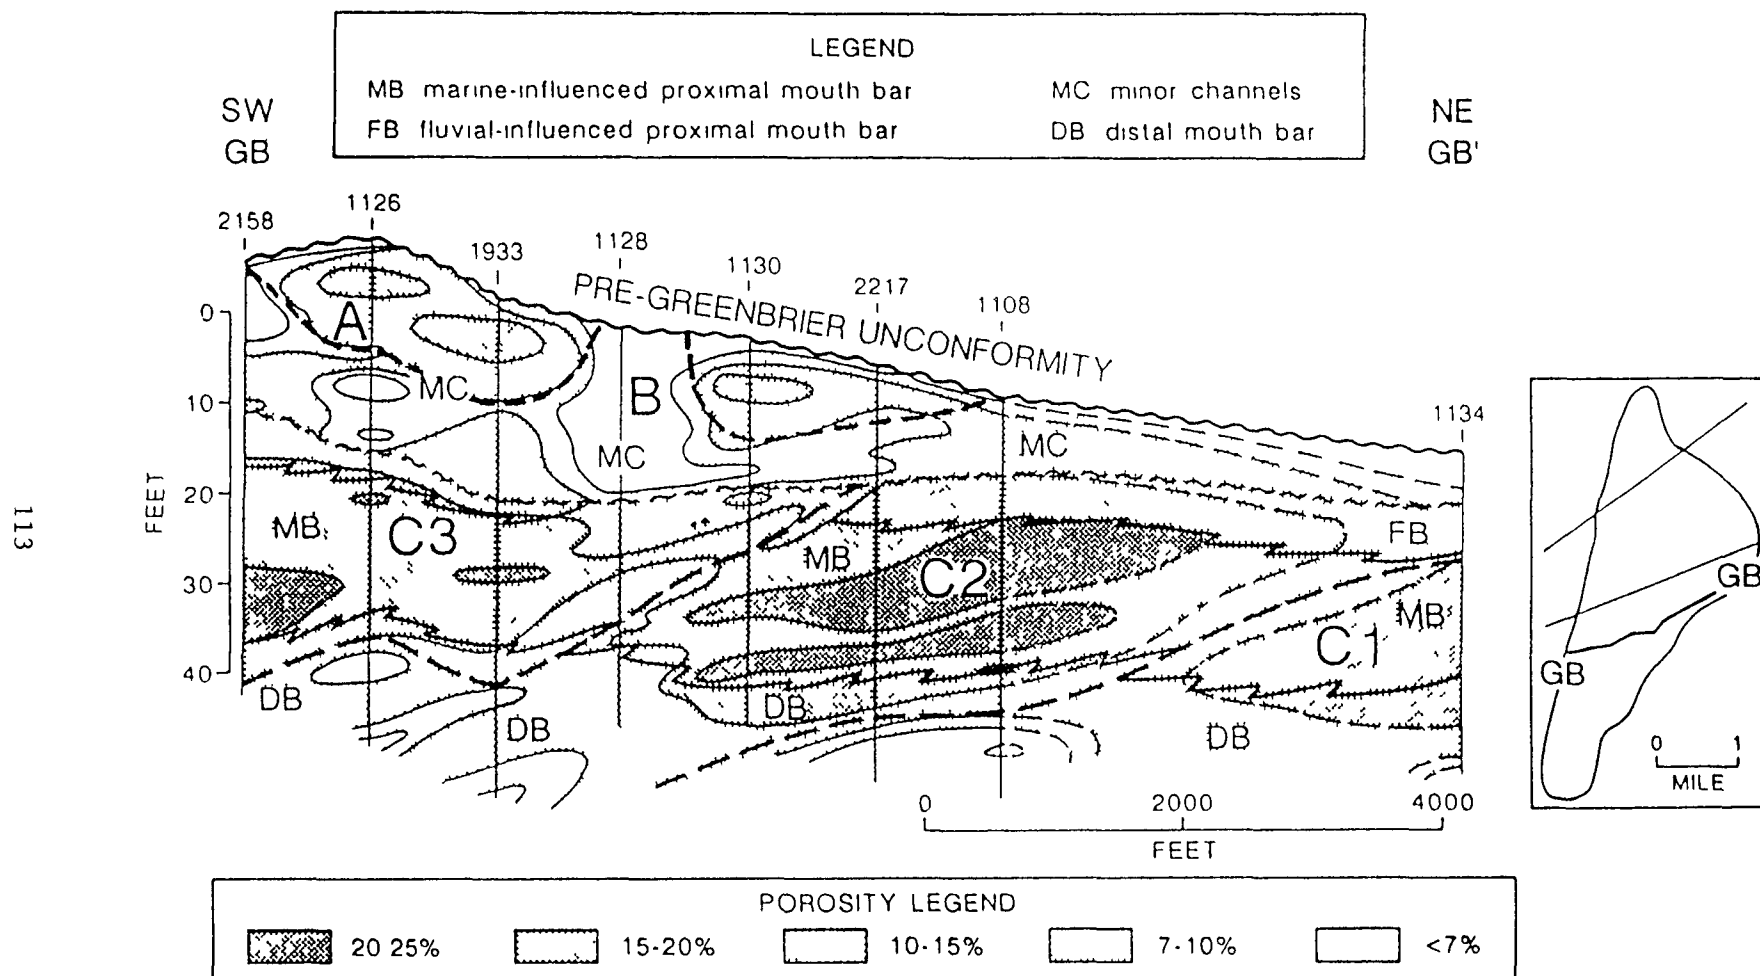 LEGEND
MB marine-influenced proximal mouth bar MC minor channels
FB fluvial-influenced proximal mouth bar DB distal mouth bar
SW
GB
NE
GB'
2158
1126
1933
1128
1130
2217
1108
1134
PRE-GREENBRIER UNCONFORMITY
FEET
0
10
20
30
40
A
MC
B
MC
MC
MB
C3
MB
C2
FB
MB
C1
DB
DB
DB
DB
0 2000 4000
FEET
GB
GB
0 1
MILE
113
POROSITY LEGEND
20 25% 15-20% 10-15% 7-10% <7%